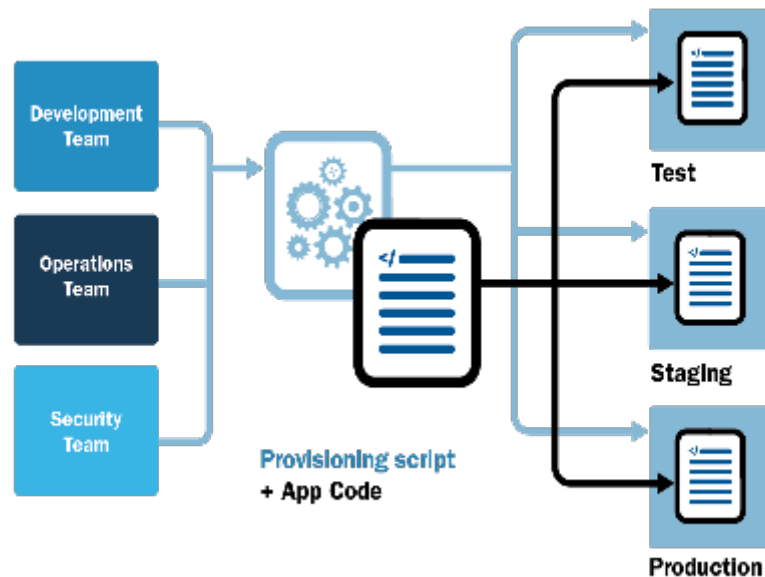 Development
Team
Operations
Team
Security
Team
</>
Provisioning script
+ App Code
</>
Test
</>
Staging
</>
Production